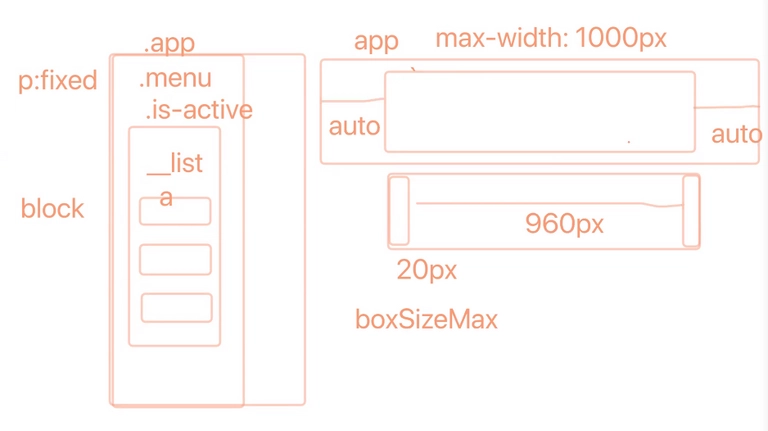 .app
p:fixed
.menu
.is-active
__list
a
block
app
max-width: 1000px
auto
auto
960px
20px
boxSizeMax